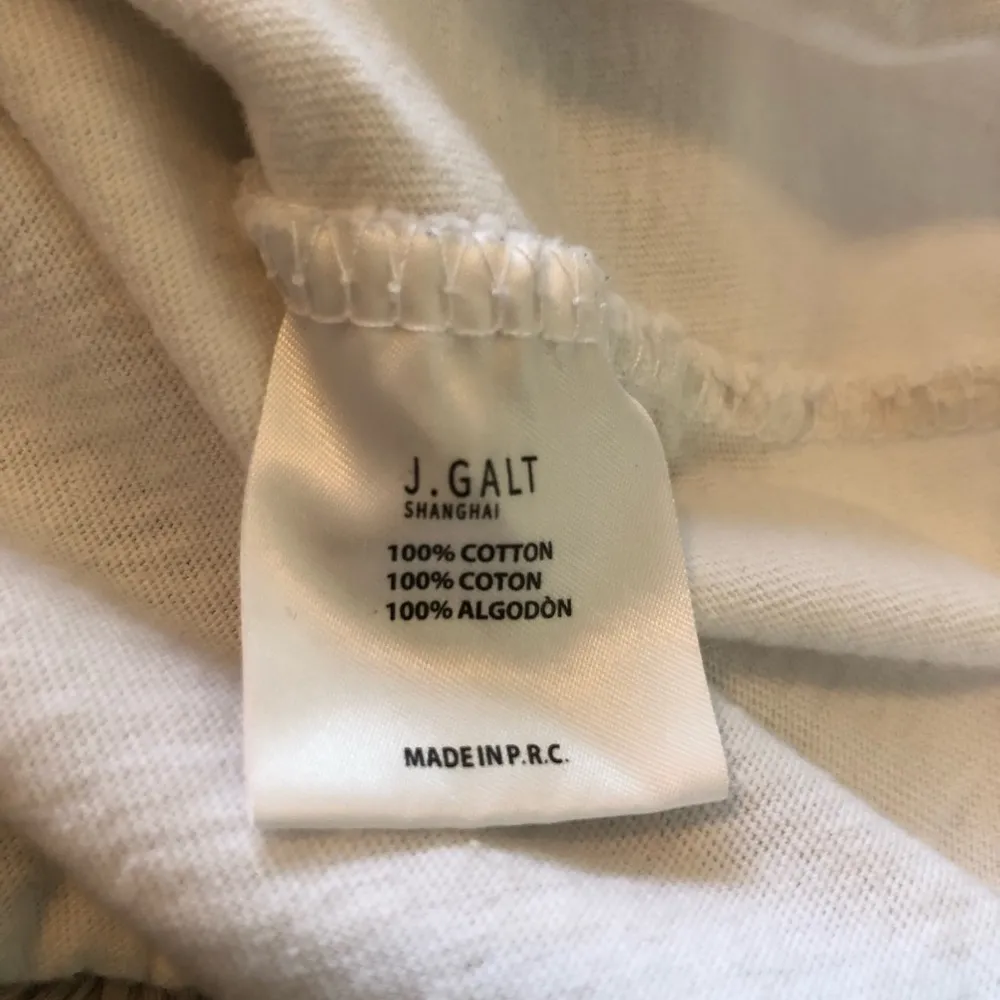 J.GALT
SHANGHAI
100% COTTON
100% COTON
100% ALGODÒN
MADE IN P.R.C.